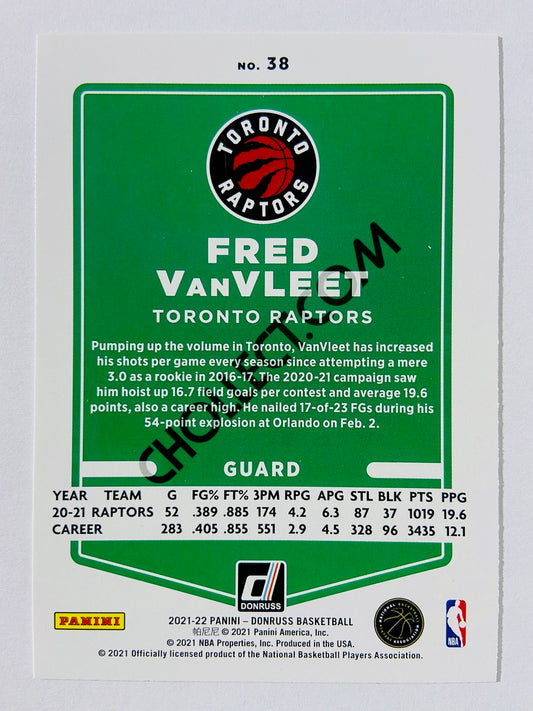 NO. 38
TORONTO
RAPTORS
FRED
VANVLEET
TORONTO RAPTORS
Pumping up the volume in Toronto, VanVleet has increased
his shots per game every season since attempting a mere
3.0 as a rookie in 2016-17. The 2020-21 campaign saw
him hoist up 16.7 field goals per contest and average 19.6
points, also a career high. He nailed 17-of-23 FGs during his
54-point explosion at Orlando on Feb. 2.
CHOLLECT.COM
GUARD
YEAR TEAM G FG% FT% 3PM RPG APG STL BLK PTS PPG
20-21 RAPTORS 52 .389 .885 174 4.2 6.3 87 37 1019 19.6
CAREER 283 .405 .855 551 2.9 4.5 328 96 3435 12.1
d
DONRUSS
PANINI
2021-22 PANINI – DONRUSS BASKETBALL
帕尼尼 © 2021 Panini America, Inc.
© 2021 NBA Properties, Inc. Produced in the USA.
© 2021 Officially licensed product of the National Basketball Players Association.
NATIONAL BASKETBALL
PLAYERS ASSOCIATION
NBA